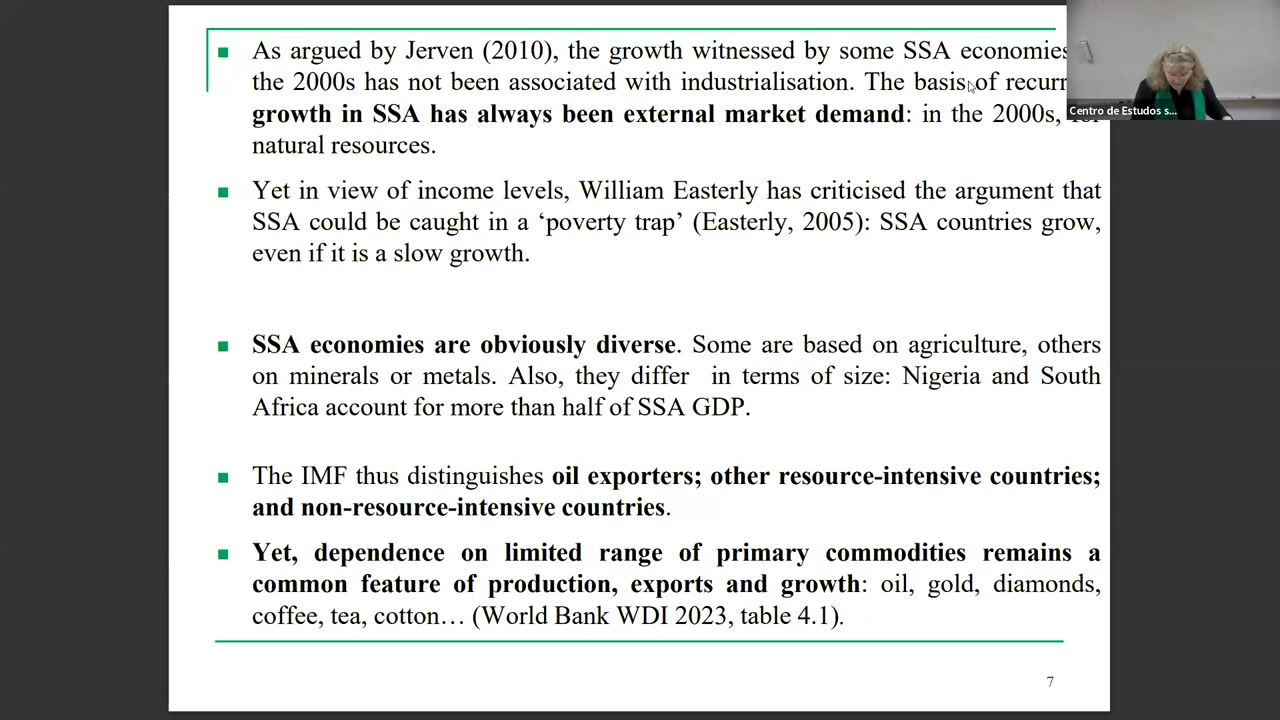 As argued by Jerven (2010), the growth witnessed by some SSA economies
the 2000s has not been associated with industrialisation. The basis of recurr
growth in SSA has always been external market demand: in the 2000s, for
natural resources.
Yet in view of income levels, William Easterly has criticised the argument that
SSA could be caught in a ‘poverty trap’ (Easterly, 2005): SSA countries grow,
even if it is a slow growth.
SSA economies are obviously diverse. Some are based on agriculture, others
on minerals or metals. Also, they differ in terms of size: Nigeria and South
Africa account for more than half of SSA GDP.
The IMF thus distinguishes oil exporters; other resource-intensive countries;
and non-resource-intensive countries.
Yet, dependence on limited range of primary commodities remains a
common feature of production, exports and growth: oil, gold, diamonds,
coffee, tea, cotton… (World Bank WDI 2023, table 4.1).
7
Centro de Estudos s...